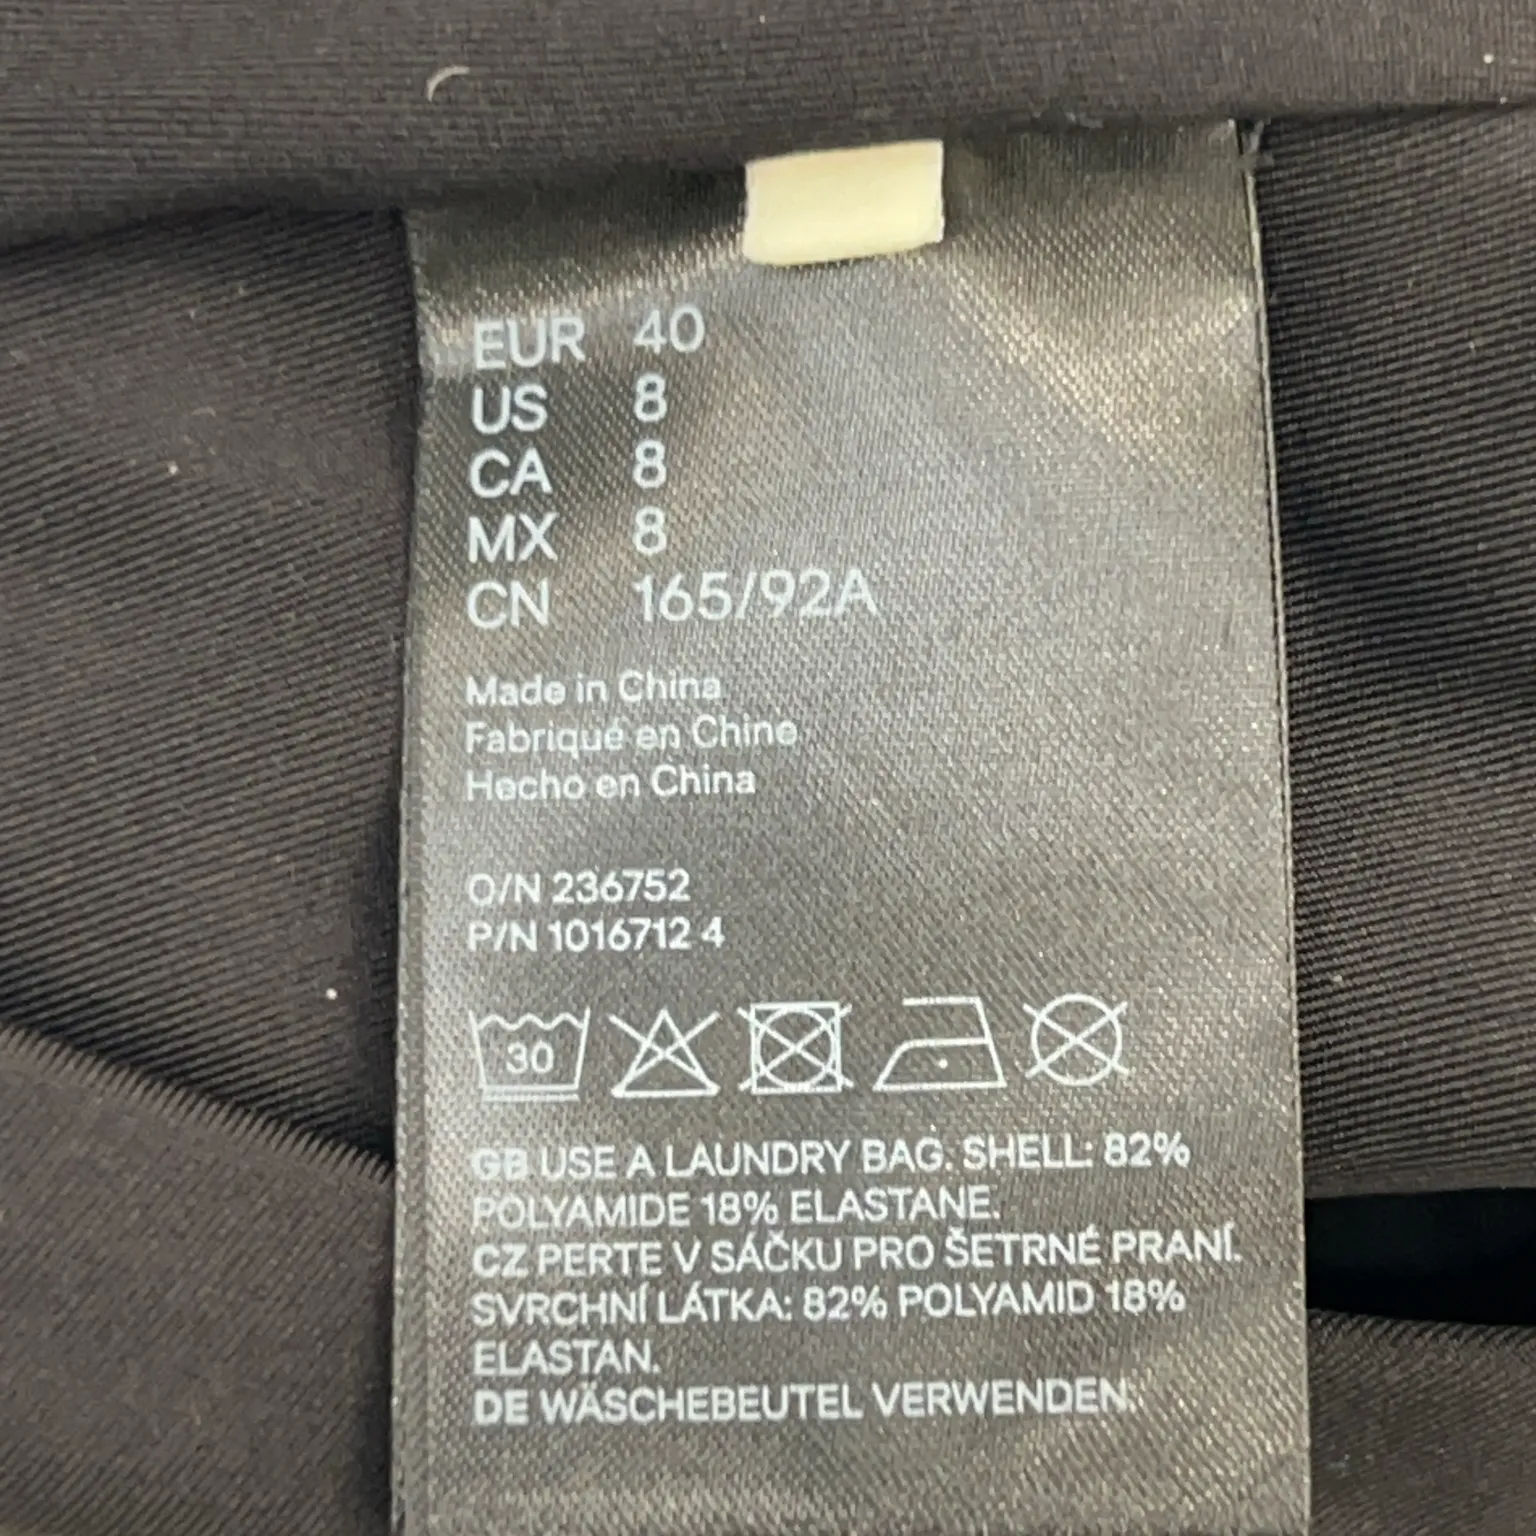 EUR 40
US 8
CA 8
MX 8
CN 165/92A
Made in China
Fabriqué en Chine
Hecho en China
O/N 236752
P/N 1016712 4
30
GB USE A LAUNDRY BAG. SHELL: 82%
POLYAMIDE 18% ELASTANE.
CZ PERTE V SÁČKU PRO ŠETRNÉ PRANÍ.
SVRCHNÍ LÁTKA: 82% POLYAMID 18%
ELASTAN.
DE WÄSCHEBEUTEL VERWENDEN.